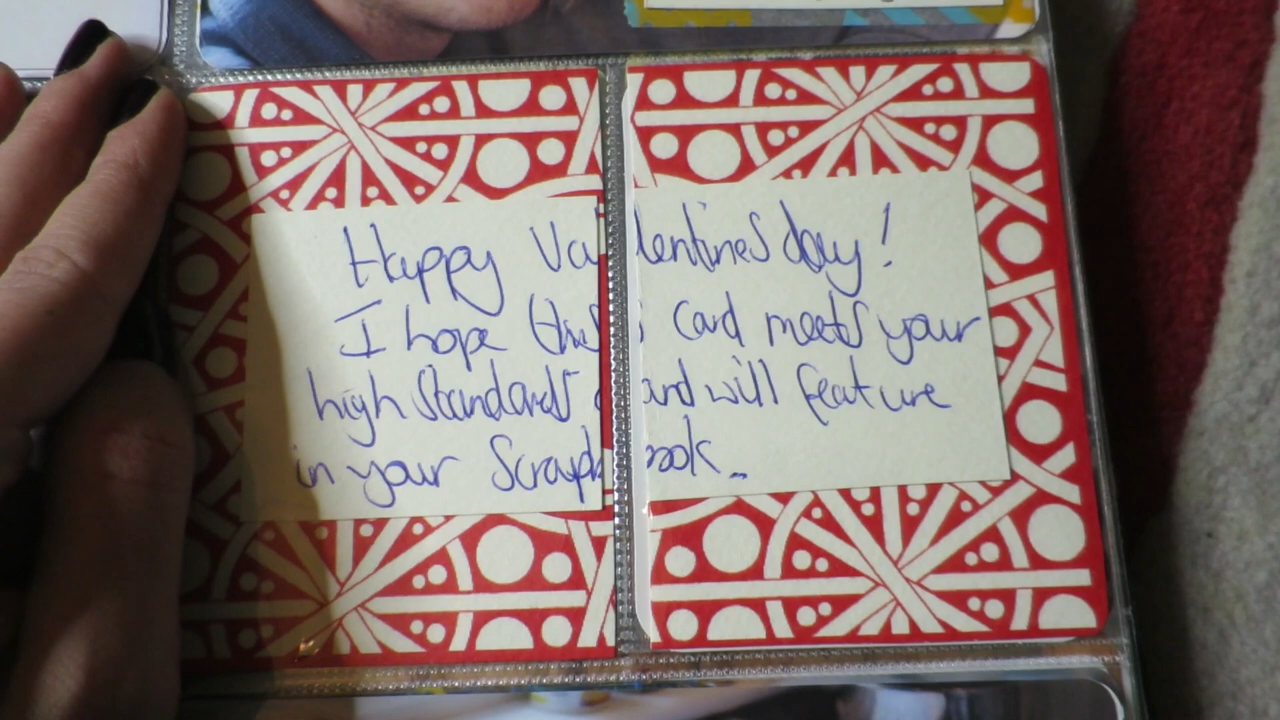 Happy Valentines day!
I hope this card meets your
high standards and will feature
in your Scrapbook..